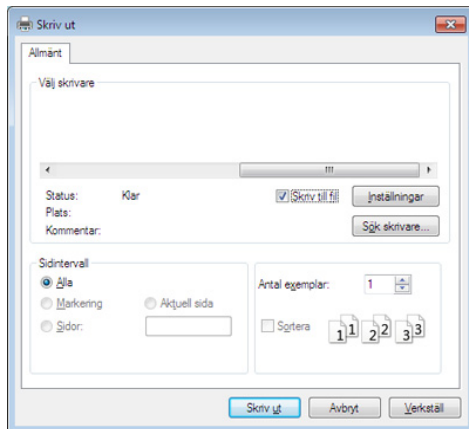 Skriv ut
Allmänt
Välj skrivare
Status: Klar
Skriv till fil
Inställningar
Plats:
Kommentar:
Sök skrivare...
Sidintervall
Alla
Markering
Aktuell sida
Sidor:
Antal exemplar: 1
Sortera
1 1 2 2 3 3
Skriv ut
Avbryt
Verkställ